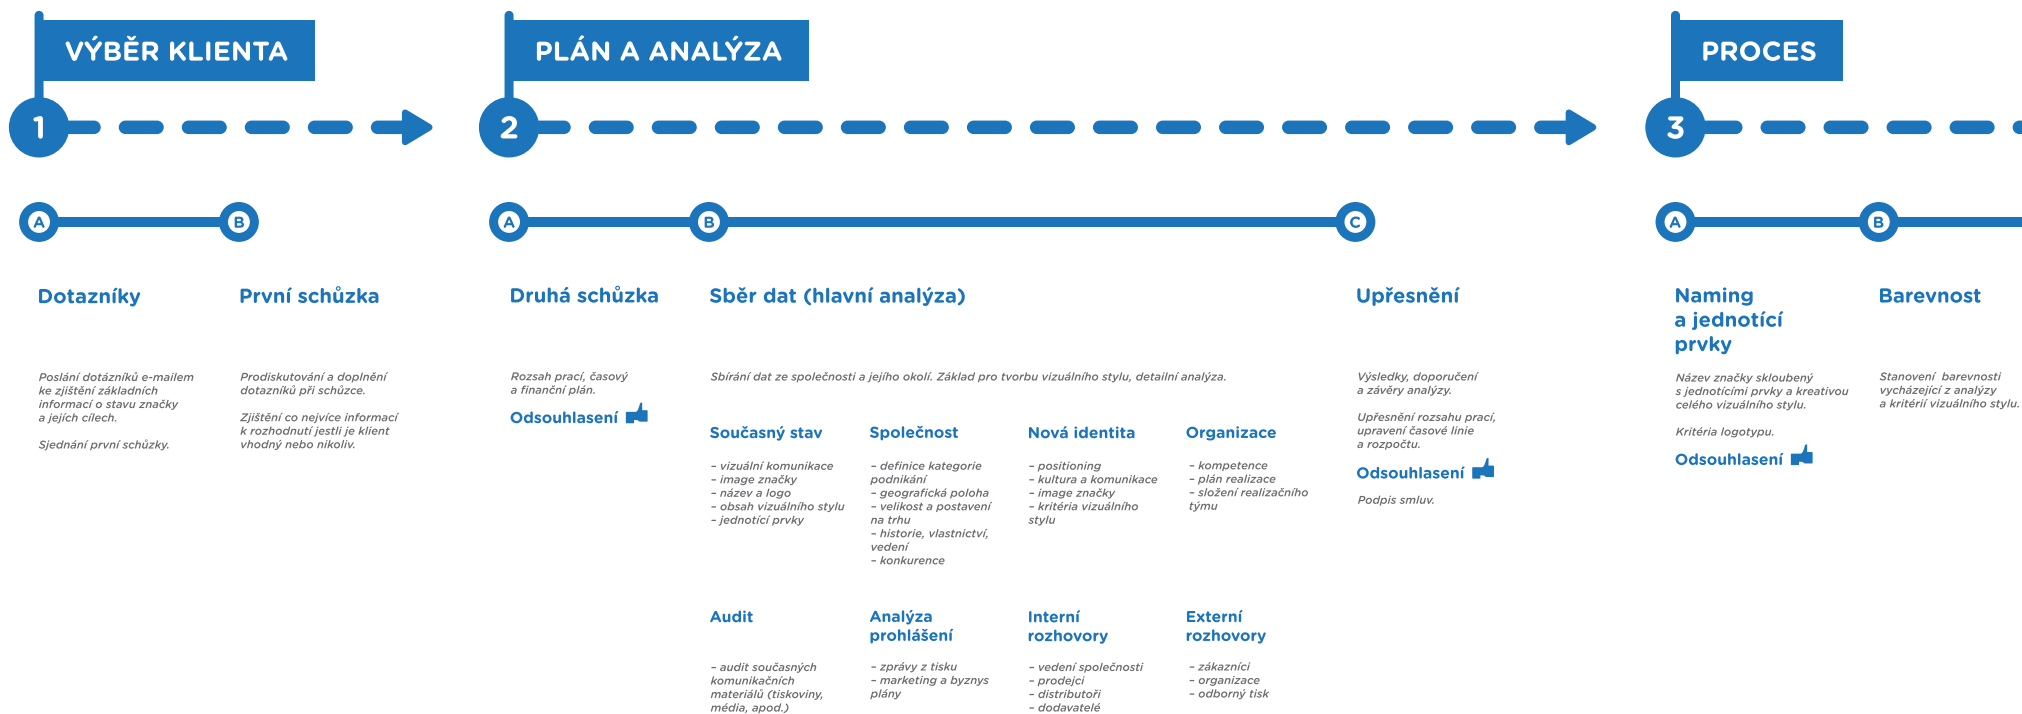 VÝBĚR KLIENTA
1
A
B
Dotazníky
Poslání dotázníků e-mailem
ke zjištění základních
informací o stavu značky
a jejích cílech.
Sjednání první schůzky.
První schůzka
Prodiskutování a doplnění
dotazníků při schůzce.
Zjištění co nejvíce informací
k rozhodnutí jestli je klient
vhodný nebo nikoliv.
PLÁN A ANALÝZA
2
A
B
C
Druhá schůzka
Rozsah prací, časový
a finanční plán.
Odsouhlasení
Sběr dat (hlavní analýza)
Sbírání dat ze společnosti a jejího okolí. Základ pro tvorbu vizuálního stylu, detailní analýza.
Současný stav
– vizuální komunikace
– image značky
– název a logo
– obsah vizuálního stylu
– jednotící prvky
Společnost
– definice kategorie
podnikání
– geografická poloha
– velikost a postavení
na trhu
– historie, vlastnictví,
vedení
– konkurence
Nová identita
– positioning
– kultura a komunikace
– image značky
– kritéria vizuálního
stylu
Organizace
– kompetence
– plán realizace
– složení realizačního
týmu
Audit
– audit současných
komunikačních
materiálů (tiskoviny,
média, apod.)
Analýza
prohlášení
– zprávy z tisku
– marketing a byznys
plány
Interní
rozhovory
– vedení společnosti
– prodejci
– distributoři
– dodavatelé
Externí
rozhovory
– zákazníci
– organizace
– odborný tisk
Upřesnění
Výsledky, doporučení
a závěry analýzy.
Upřesnění rozsahu prací,
upravení časové linie
a rozpočtu.
Odsouhlasení
Podpis smluv.
PROCES
3
A
B
Naming
a jednotící
prvky
Název značky skloubený
s jednotícími prvky a kreativou
celého vizuálního stylu.
Kritéria logotypu.
Odsouhlasení
Barevnost
Stanovení barevnosti
vycházející z analýzy
a kritérií vizuálního stylu.